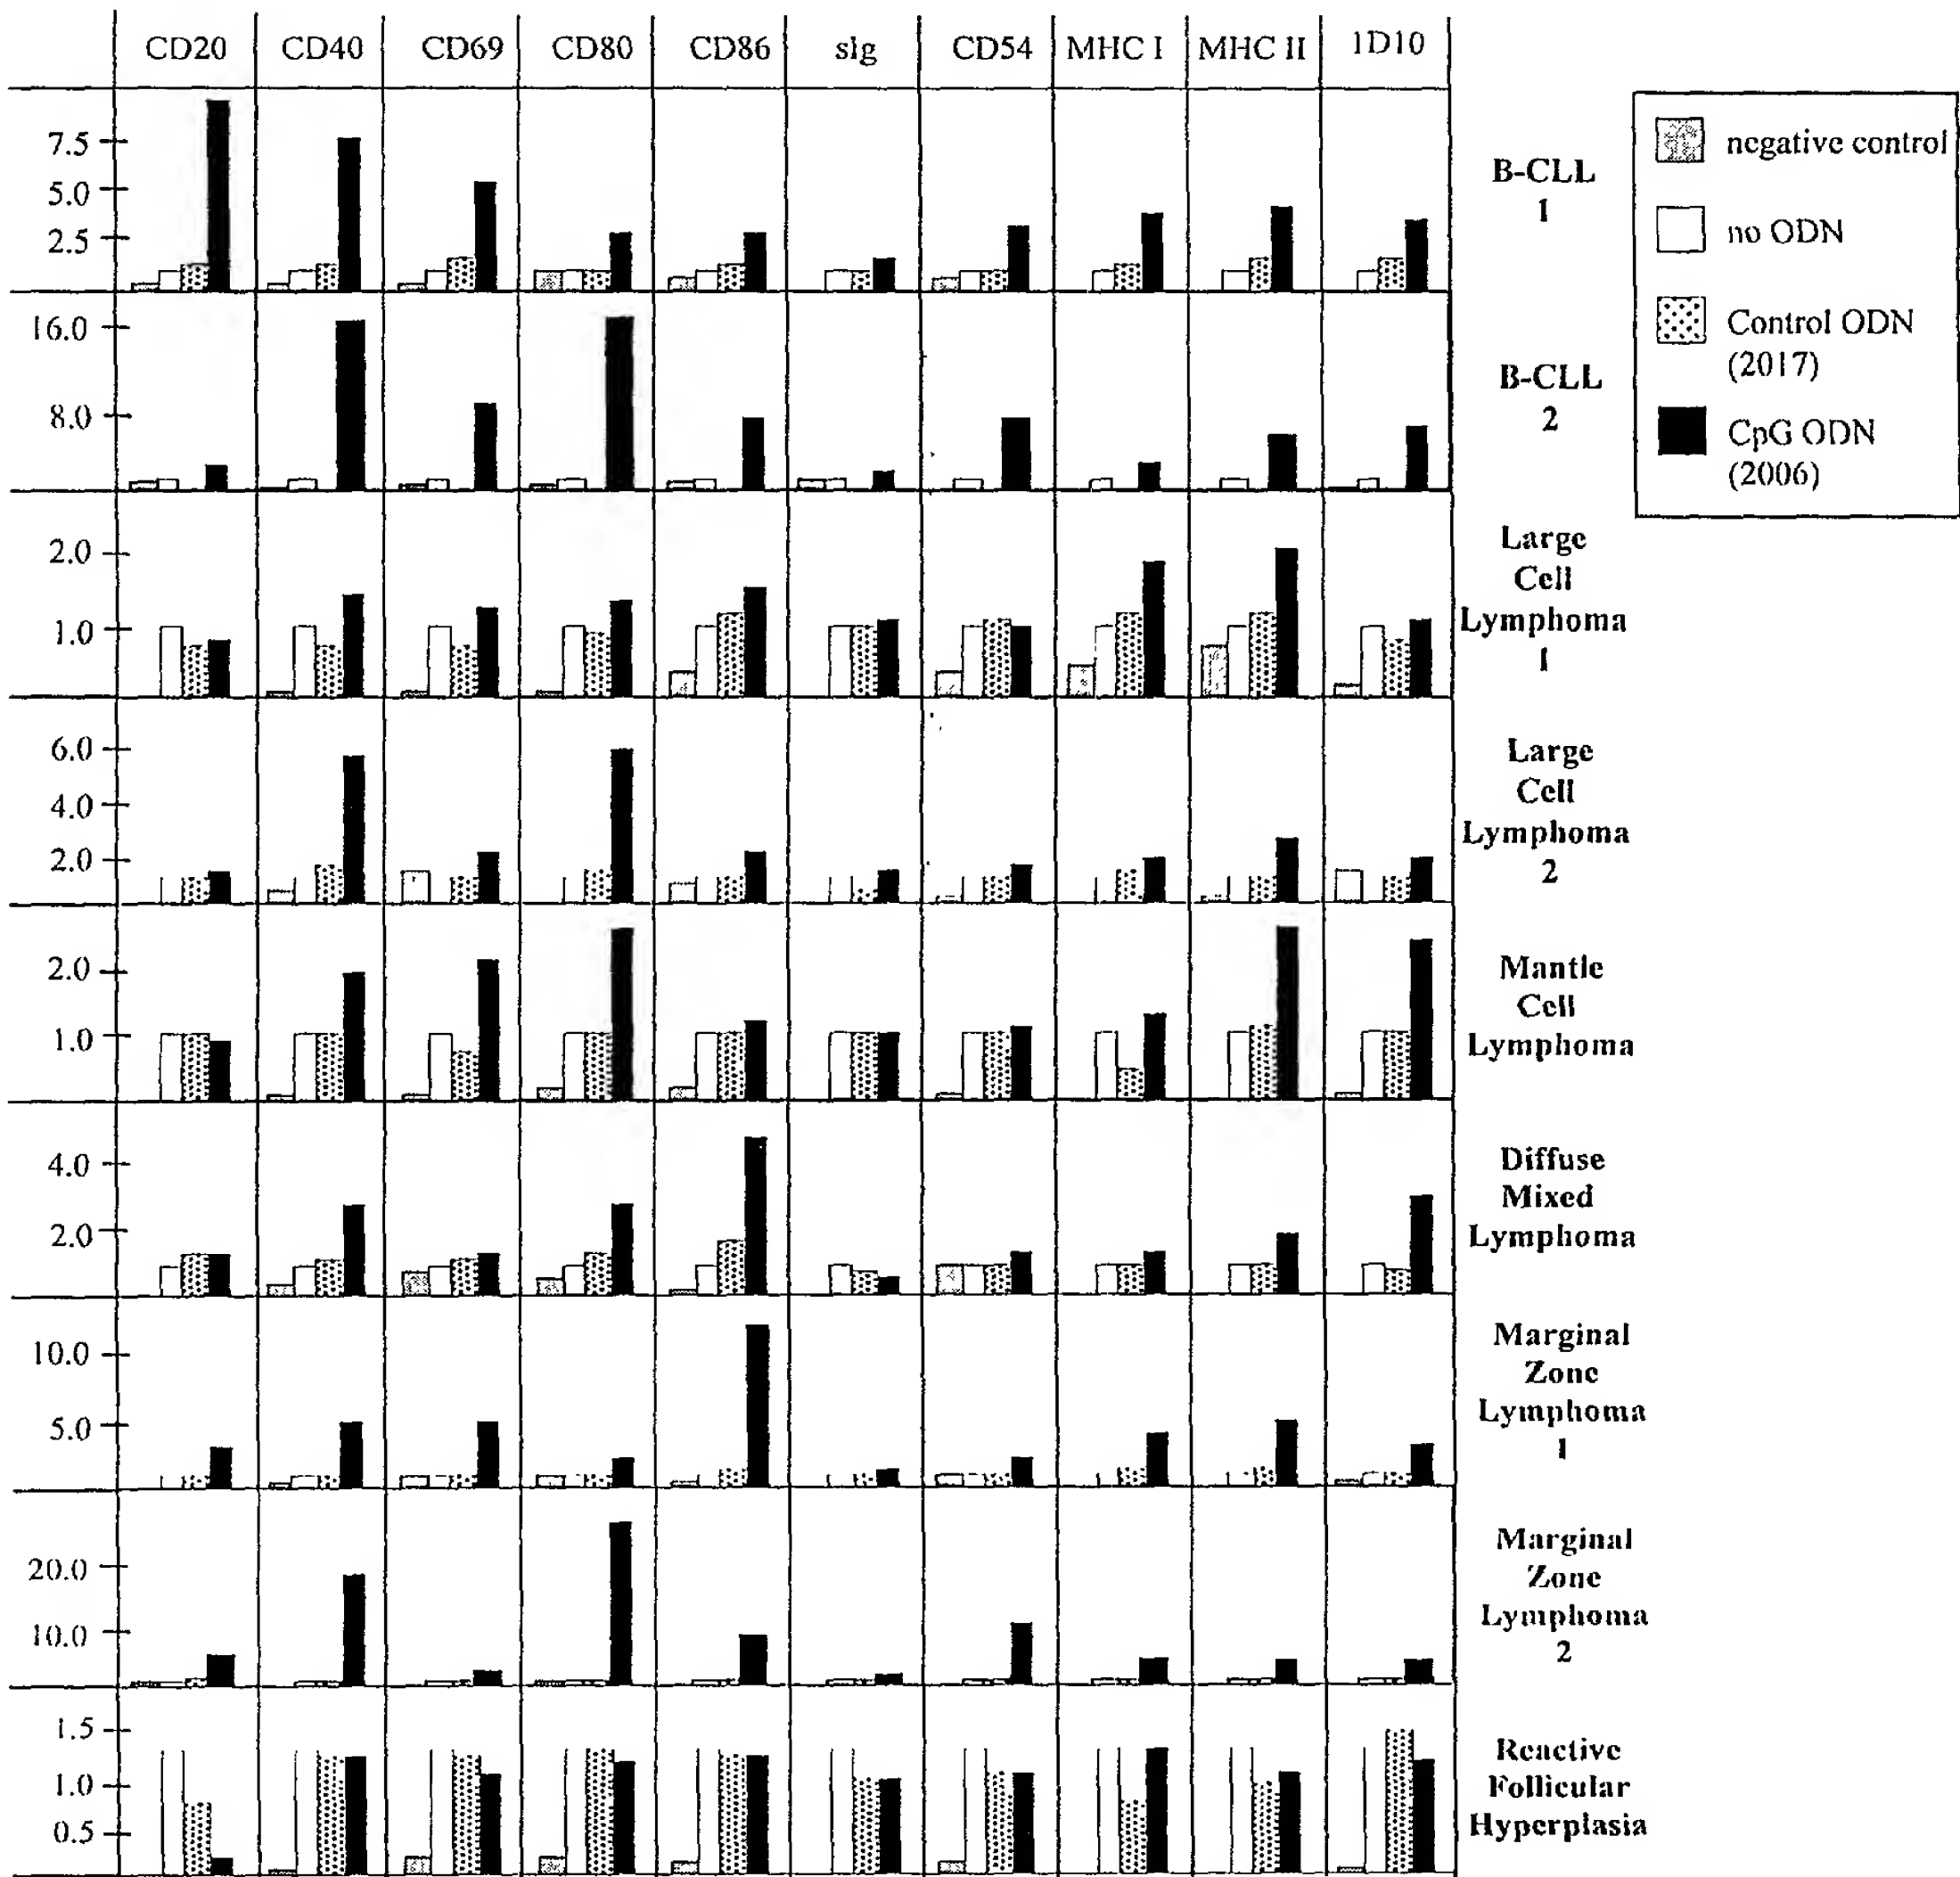 CD20 CD40 CD69 CD80 CD86 sIg CD54 MHC I MHC II 1D10
negative control
no ODN
Control ODN
(2017)
CpG ODN
(2006)
7.5
5.0
2.5
B-CLL
1
16.0
8.0
B-CLL
2
2.0
1.0
Large
Cell
Lymphoma
1
6.0
4.0
2.0
Large
Cell
Lymphoma
2
2.0
1.0
Mantle
Cell
Lymphoma
4.0
2.0
Diffuse
Mixed
Lymphoma
10.0
5.0
Marginal
Zone
Lymphoma
1
20.0
10.0
Marginal
Zone
Lymphoma
2
1.5
1.0
0.5
Reactive
Follicular
Hyperplasia